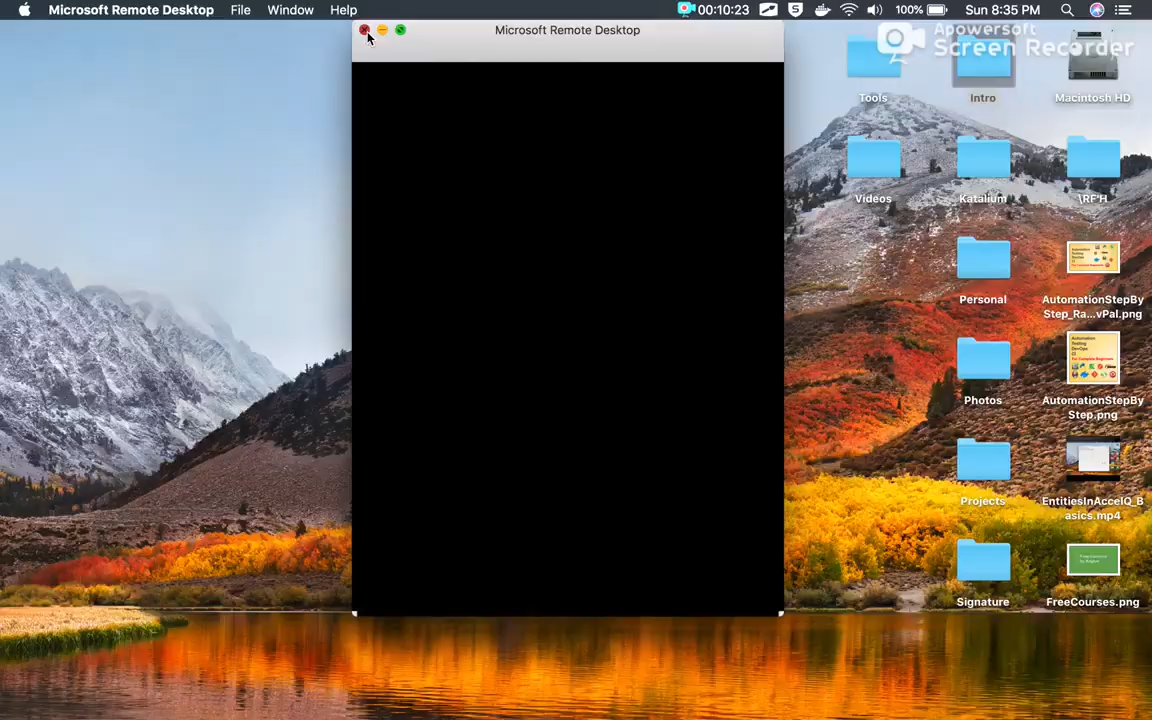 Microsoft Remote Desktop File Window Help 00:10:23 100% Sun 8:35 PM
Microsoft Remote Desktop
Apowersoft
Screen Recorder
Tools
Intro
Macintosh HD
Videos
Katalium
\RF'H
Personal
AutomationStepBy
Step_Ra...vPal.png
Photos
AutomationStepBy
Step.png
Projects
EntitiesInAccelQ_B
asics.mp4
Signature
FreeCourses.png